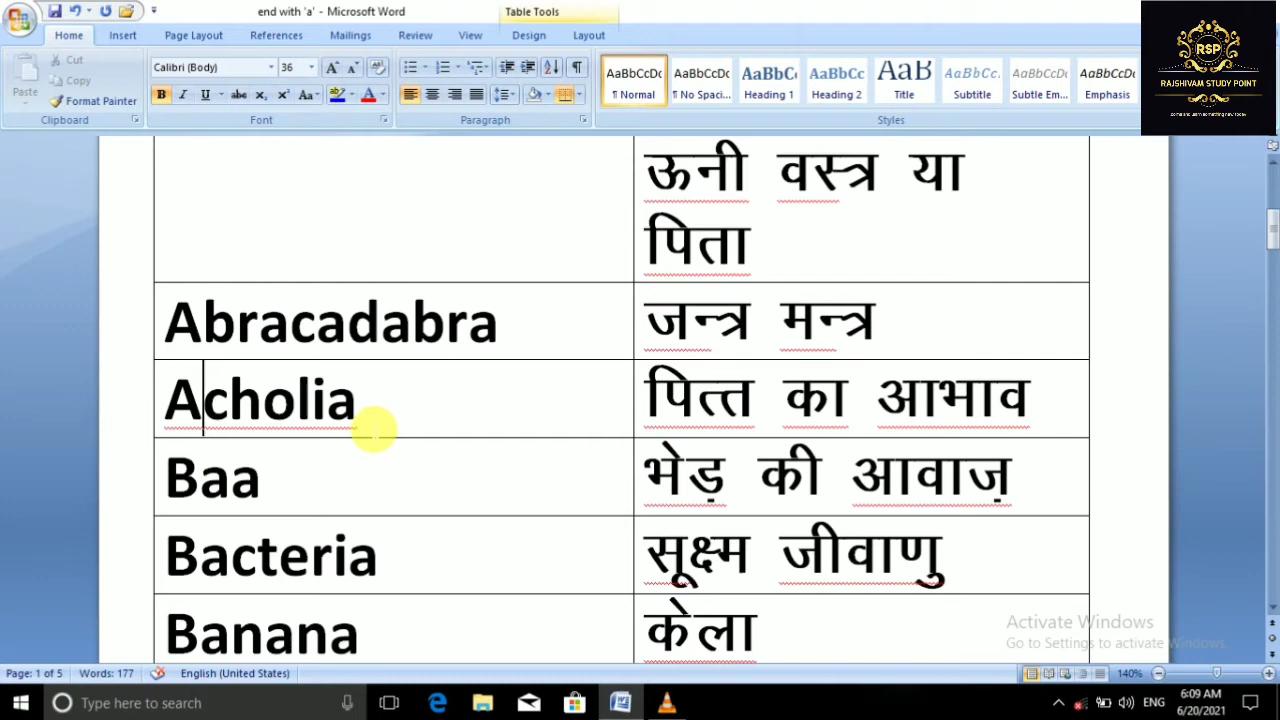 end with 'a' - Microsoft Word
Table Tools
Home
Insert
Page Layout
References
Mailings
Review
View
Design
Layout
Paste
Cut
Copy
Format Painter
Clipboard
Calibri (Body)
36
Font
Paragraph
AaBbCcDc
¶ Normal
AaBbCcDc
¶ No Spaci...
AaBbC
Heading 1
AaBbCc
Heading 2
AaB
Title
AaBbCc.
Subtitle
AaBbCcDc
Subtle Em...
AaBbCcDc
Emphasis
Styles
RSP
RAJSHIVAM STUDY POINT
ऊनी वस्त्र या
पिता
Abracadabra
जन्त्र मन्त्र
Acholia
पित्त का आभाव
Baa
भेड़ की आवाज़
Bacteria
सूक्ष्म जीवाणु
Banana
केला
Activate Windows
Go to Settings to activate Windows.
Page: 1 of 5
Words: 177
English (United States)
140%
Type here to search
ENG
6:09 AM
6/20/2021